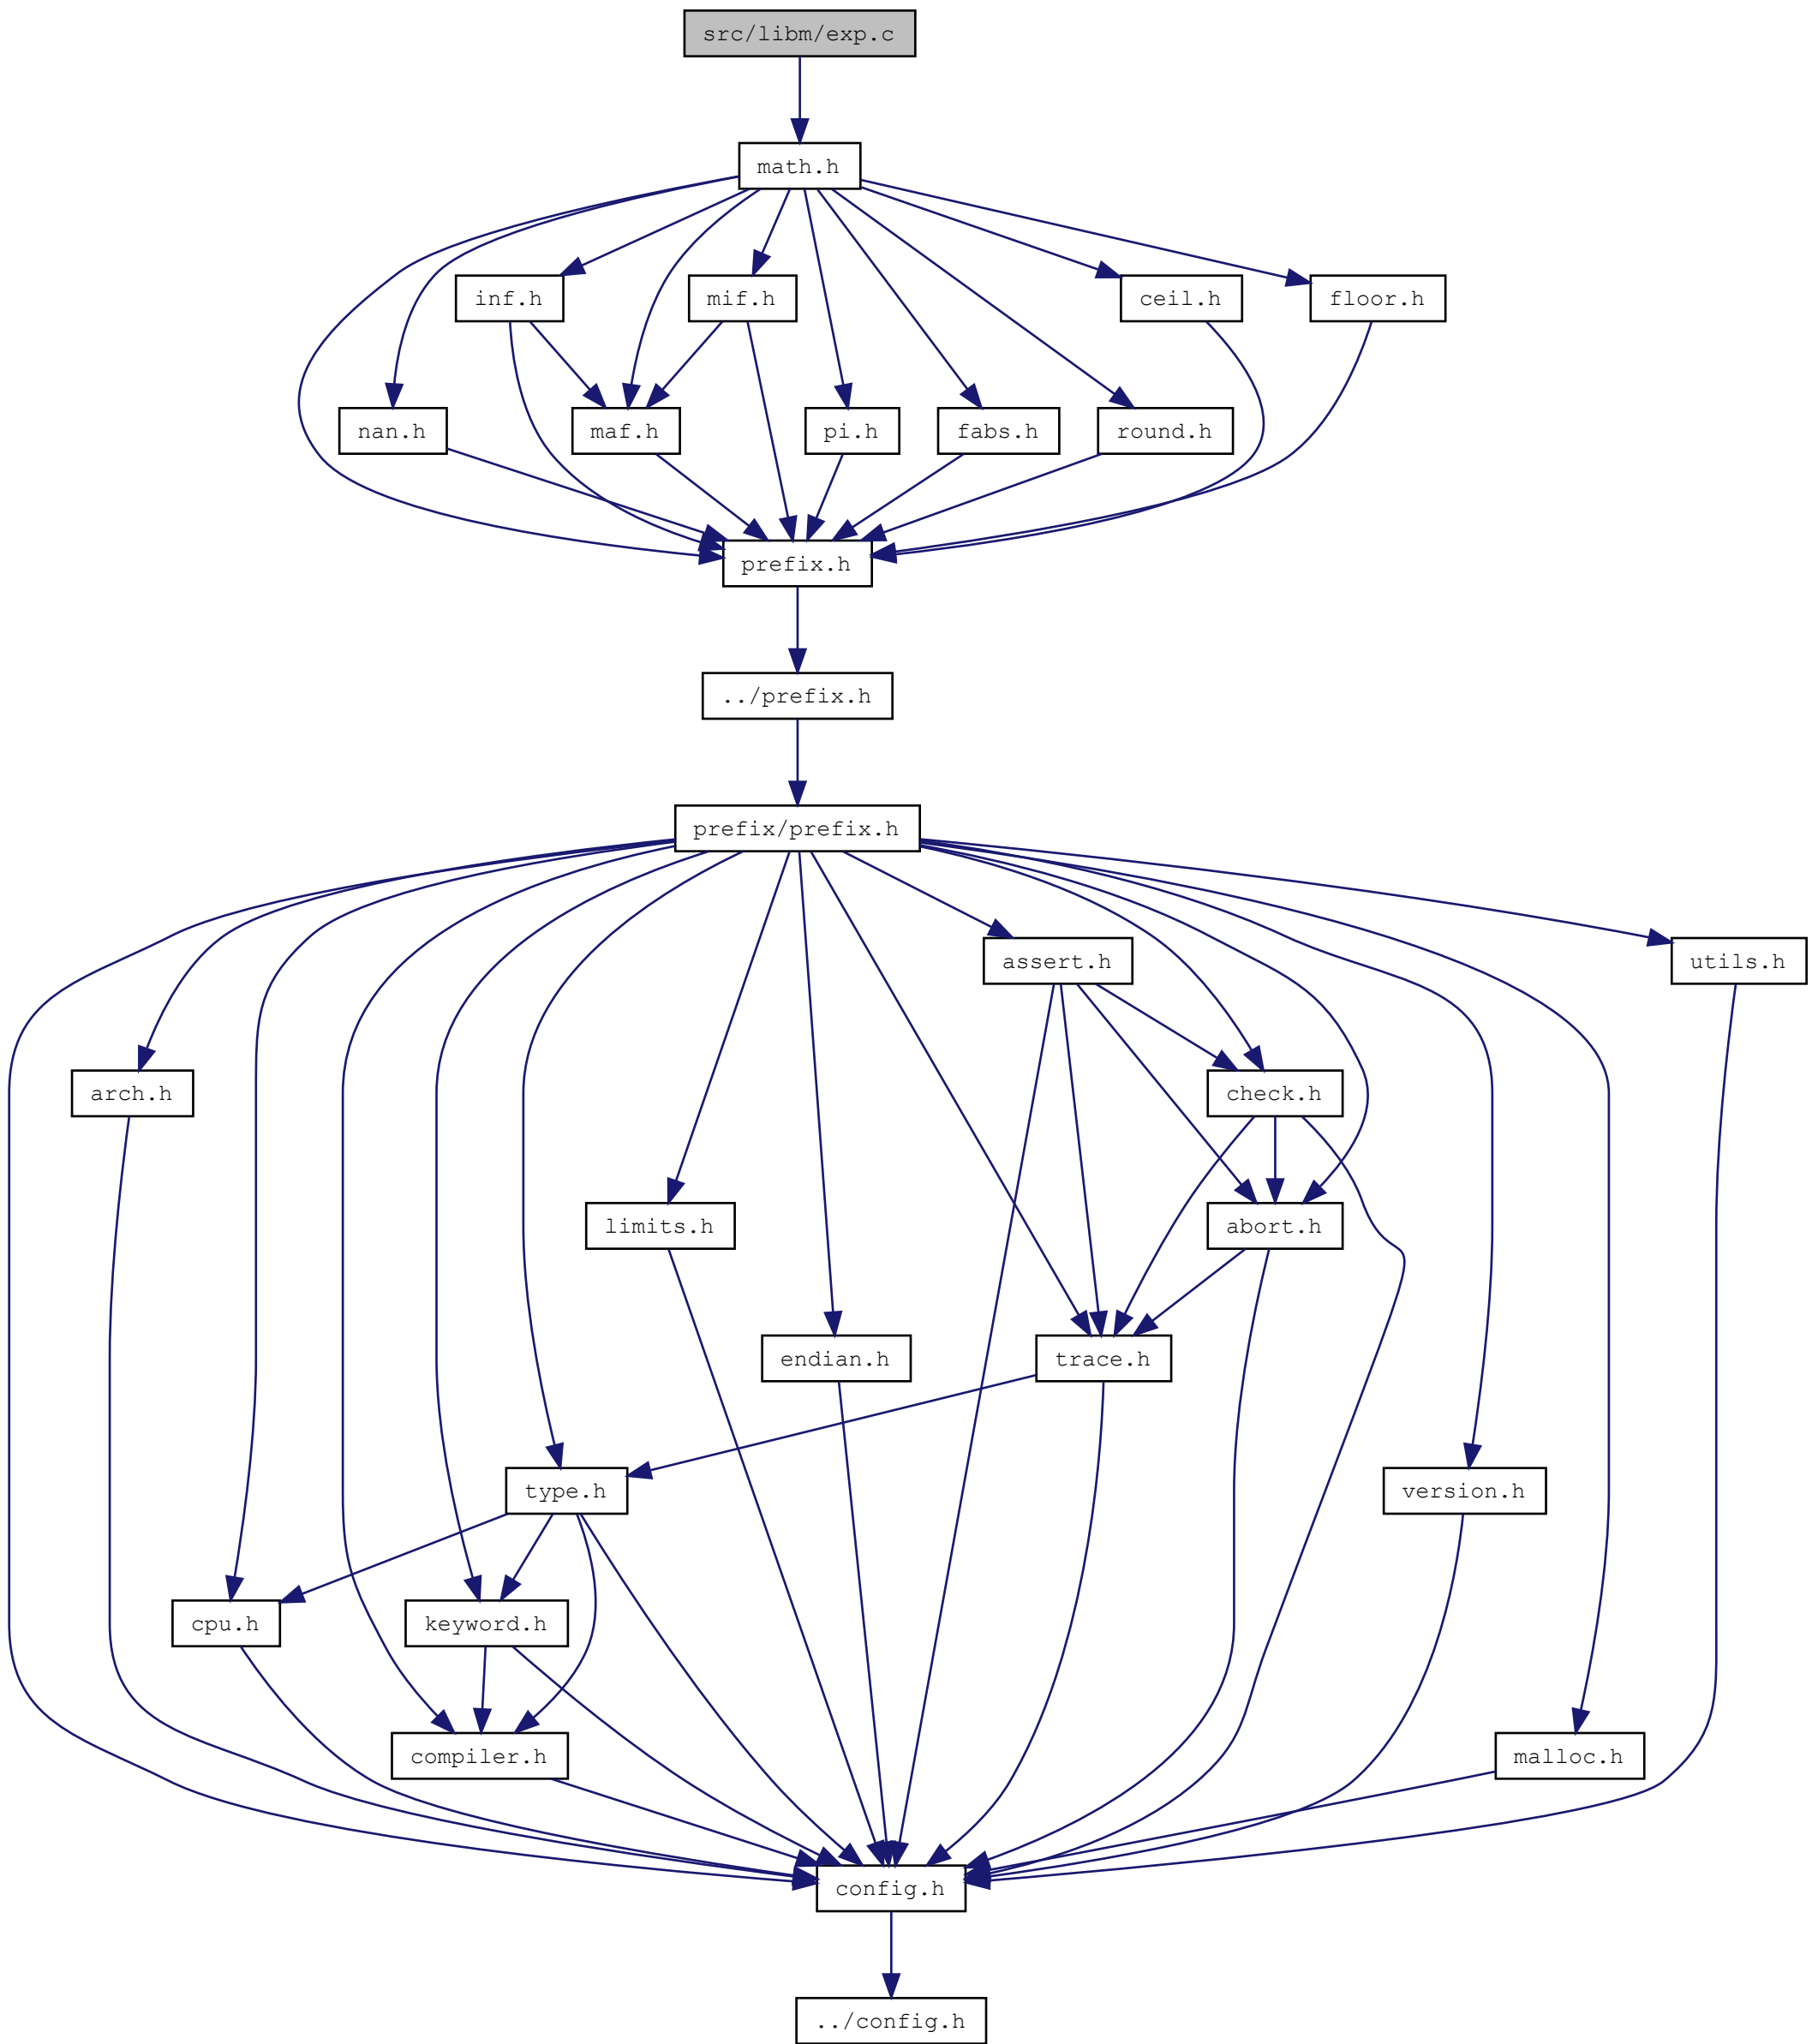 src/libm/exp.c
math.h
inf.h
mif.h
ceil.h
floor.h
nan.h
maf.h
pi.h
fabs.h
round.h
prefix.h
../prefix.h
prefix/prefix.h
assert.h
utils.h
arch.h
check.h
limits.h
abort.h
endian.h
trace.h
type.h
version.h
cpu.h
keyword.h
compiler.h
malloc.h
config.h
../config.h